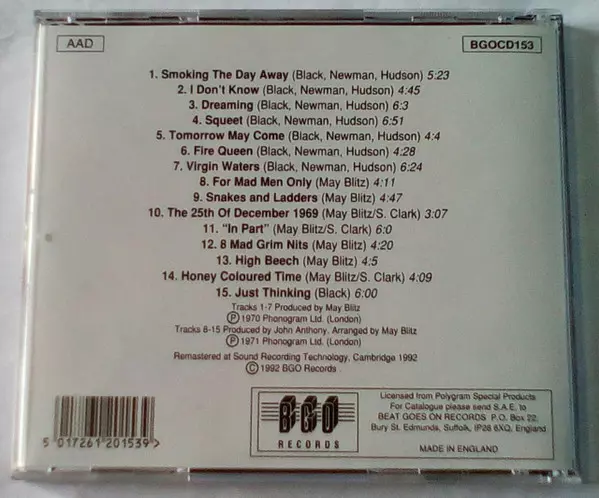 AAD
BGOCD153
1. Smoking The Day Away (Black, Newman, Hudson) 5:23
2. I Don't Know (Black, Newman, Hudson) 4:45
3. Dreaming (Black, Newman, Hudson) 6:3
4. Squeet (Black, Newman, Hudson) 6:51
5. Tomorrow May Come (Black, Newman, Hudson) 4:4
6. Fire Queen (Black, Newman, Hudson) 4:28
7. Virgin Waters (Black, Newman, Hudson) 6:24
8. For Mad Men Only (May Blitz) 4:11
9. Snakes and Ladders (May Blitz) 4:47
10. The 25th Of December 1969 (May Blitz/S. Clark) 3:07
11. "In Part" (May Blitz/S. Clark) 6:0
12. 8 Mad Grim Nits (May Blitz) 4:20
13. High Beech (May Blitz) 4:5
14. Honey Coloured Time (May Blitz/S. Clark) 4:09
15. Just Thinking (Black) 6:00
Tracks 1-7 Produced by May Blitz
Ⓟ 1970 Phonogram Ltd. (London)
Tracks 8-15 Produced by John Anthony, Arranged by May Blitz
Ⓟ 1971 Phonogram Ltd. (London)
Remastered at Sound Recording Technology, Cambridge 1992
© 1992 BGO Records
5 017261 201539 >
BGO
RECORDS
Licensed from Polygram Special Products
For Catalogue please send S.A.E. to
BEAT GOES ON RECORDS P.O. Box 22,
Bury St. Edmunds, Suffolk, IP28 6XQ, England
MADE IN ENGLAND